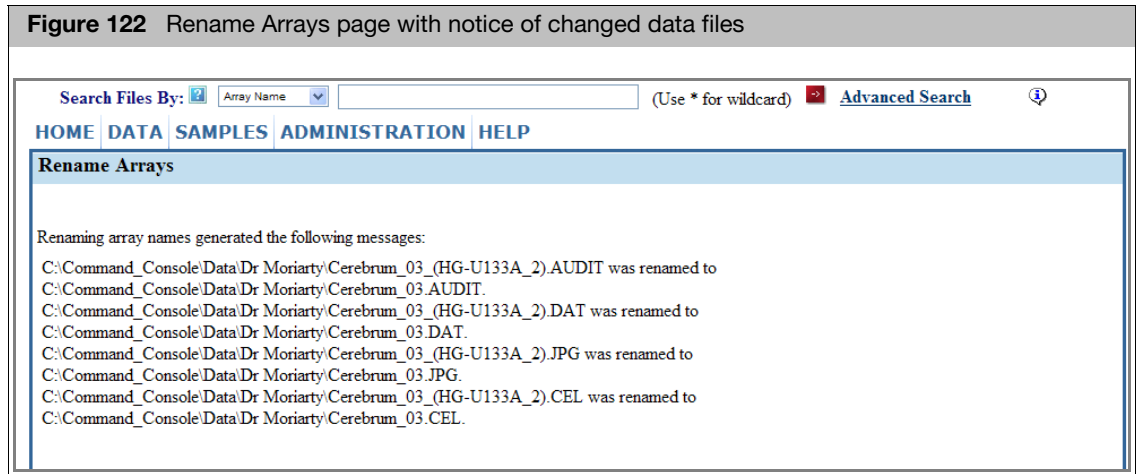 Figure 122 Rename Arrays page with notice of changed data files
Search Files By: ? Array Name (Use * for wildcard) Advanced Search
HOME DATA SAMPLES ADMINISTRATION HELP
Rename Arrays
Renaming array names generated the following messages:
C:\Command_Console\Data\Dr Moriarty\Cerebrum_03_(HG-U133A_2).AUDIT was renamed to
C:\Command_Console\Data\Dr Moriarty\Cerebrum_03.AUDIT.
C:\Command_Console\Data\Dr Moriarty\Cerebrum_03_(HG-U133A_2).DAT was renamed to
C:\Command_Console\Data\Dr Moriarty\Cerebrum_03.DAT.
C:\Command_Console\Data\Dr Moriarty\Cerebrum_03_(HG-U133A_2).JPG was renamed to
C:\Command_Console\Data\Dr Moriarty\Cerebrum_03.JPG.
C:\Command_Console\Data\Dr Moriarty\Cerebrum_03_(HG-U133A_2).CEL was renamed to
C:\Command_Console\Data\Dr Moriarty\Cerebrum_03.CEL.